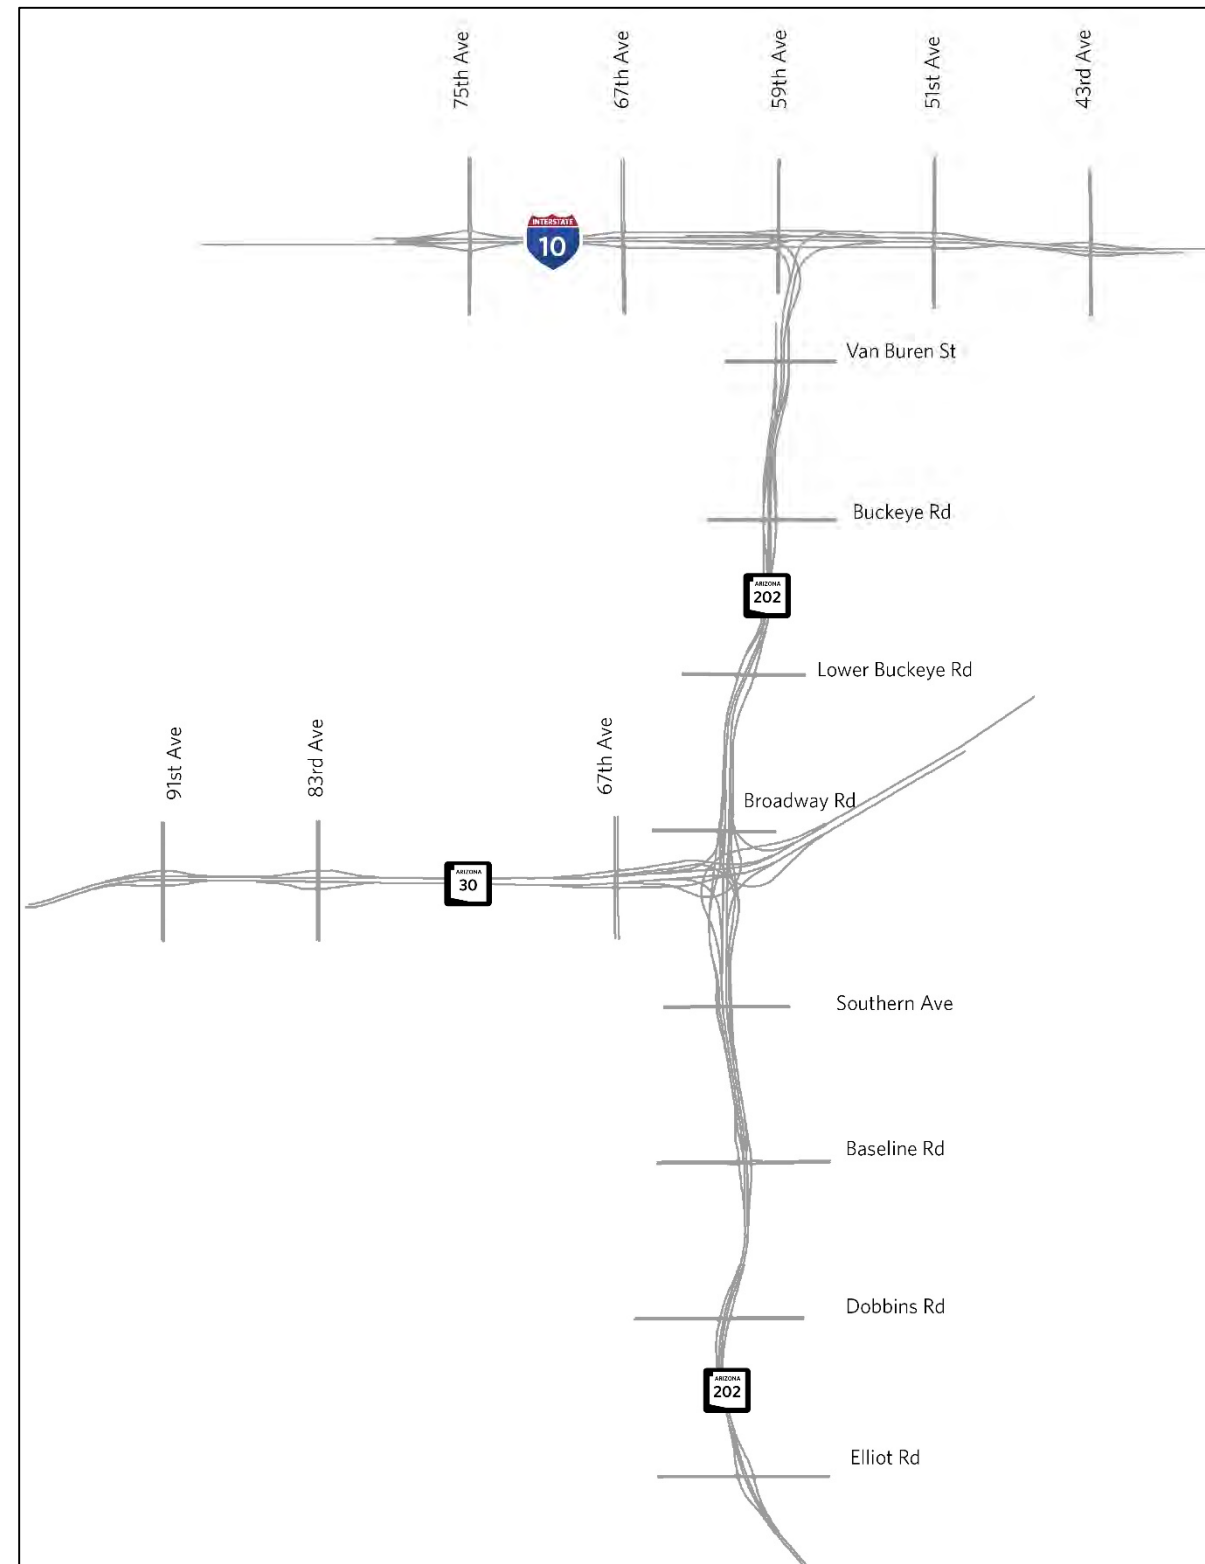 75th Ave
67th Ave
59th Ave
51st Ave
43rd Ave
INTERSTATE
10
Van Buren St
Buckeye Rd
ARIZONA
202
Lower Buckeye Rd
91st Ave
83rd Ave
67th Ave
Broadway Rd
ARIZONA
30
Southern Ave
Baseline Rd
Dobbins Rd
ARIZONA
202
Elliot Rd